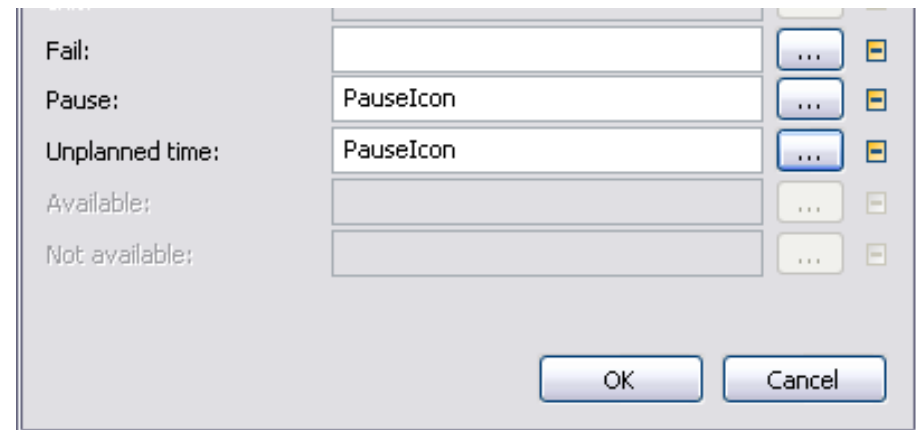 Fail: ...
Pause: PauseIcon ...
Unplanned time: PauseIcon ...
Available: ...
Not available: ...
OK Cancel